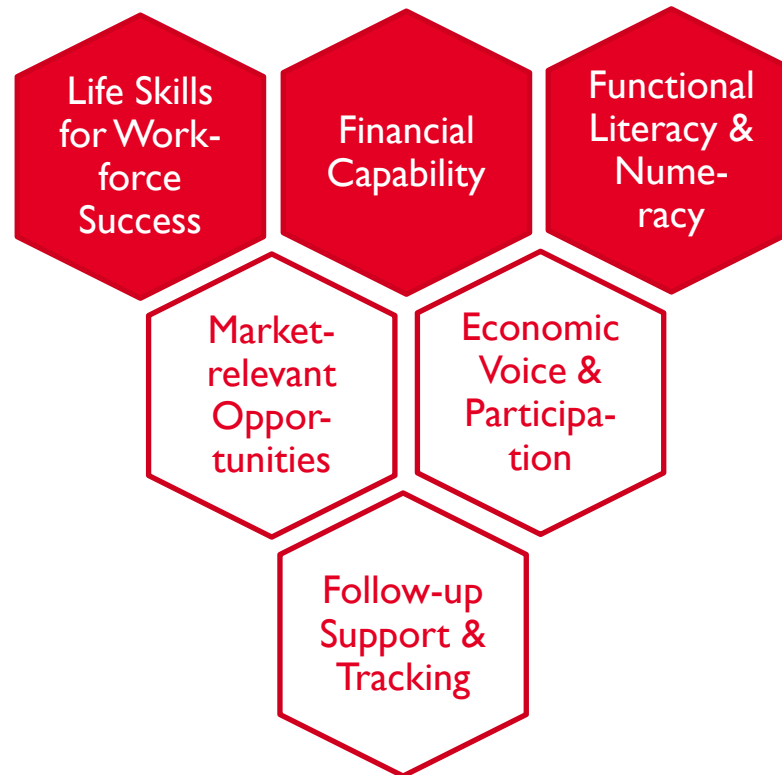 Life Skills
for Work-
force
Success
Financial
Capability
Functional
Literacy &
Nume-
racy
Market-
relevant
Oppor-
tunities
Economic
Voice &
Participa-
tion
Follow-up
Support &
Tracking